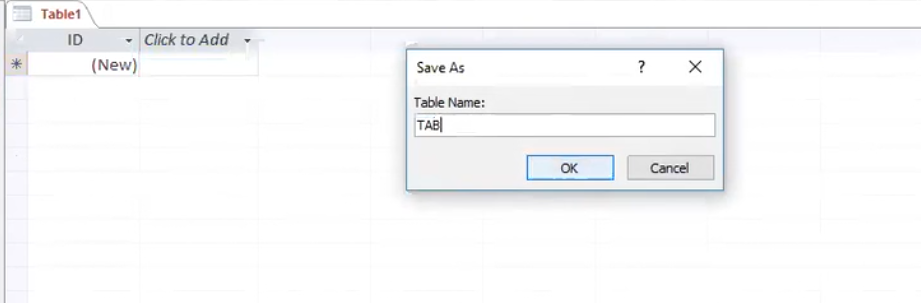 Table1
ID Click to Add
(New)
Save As ? X
Table Name:
TAB
OK Cancel